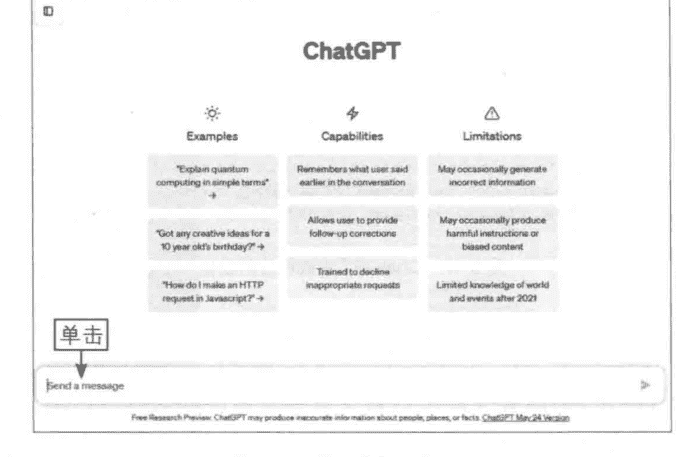 ChatGPT
Examples
Capabilities
Limitations
"Explain quantum
computing in simple terms"
→
"Got any creative ideas for a
10 year old's birthday?" →
"How do I make an HTTP
request in Javascript?" →
Remembers what user said
earlier in the conversation
Allows user to provide
follow-up corrections
Trained to decline
inappropriate requests
May occasionally generate
incorrect information
May occasionally produce
harmful instructions or
biased content
Limited knowledge of world
and events after 2021
单击
Send a message
Free Research Preview. ChatGPT may produce inaccurate information about people, places, or facts. ChatGPT May 24 Version